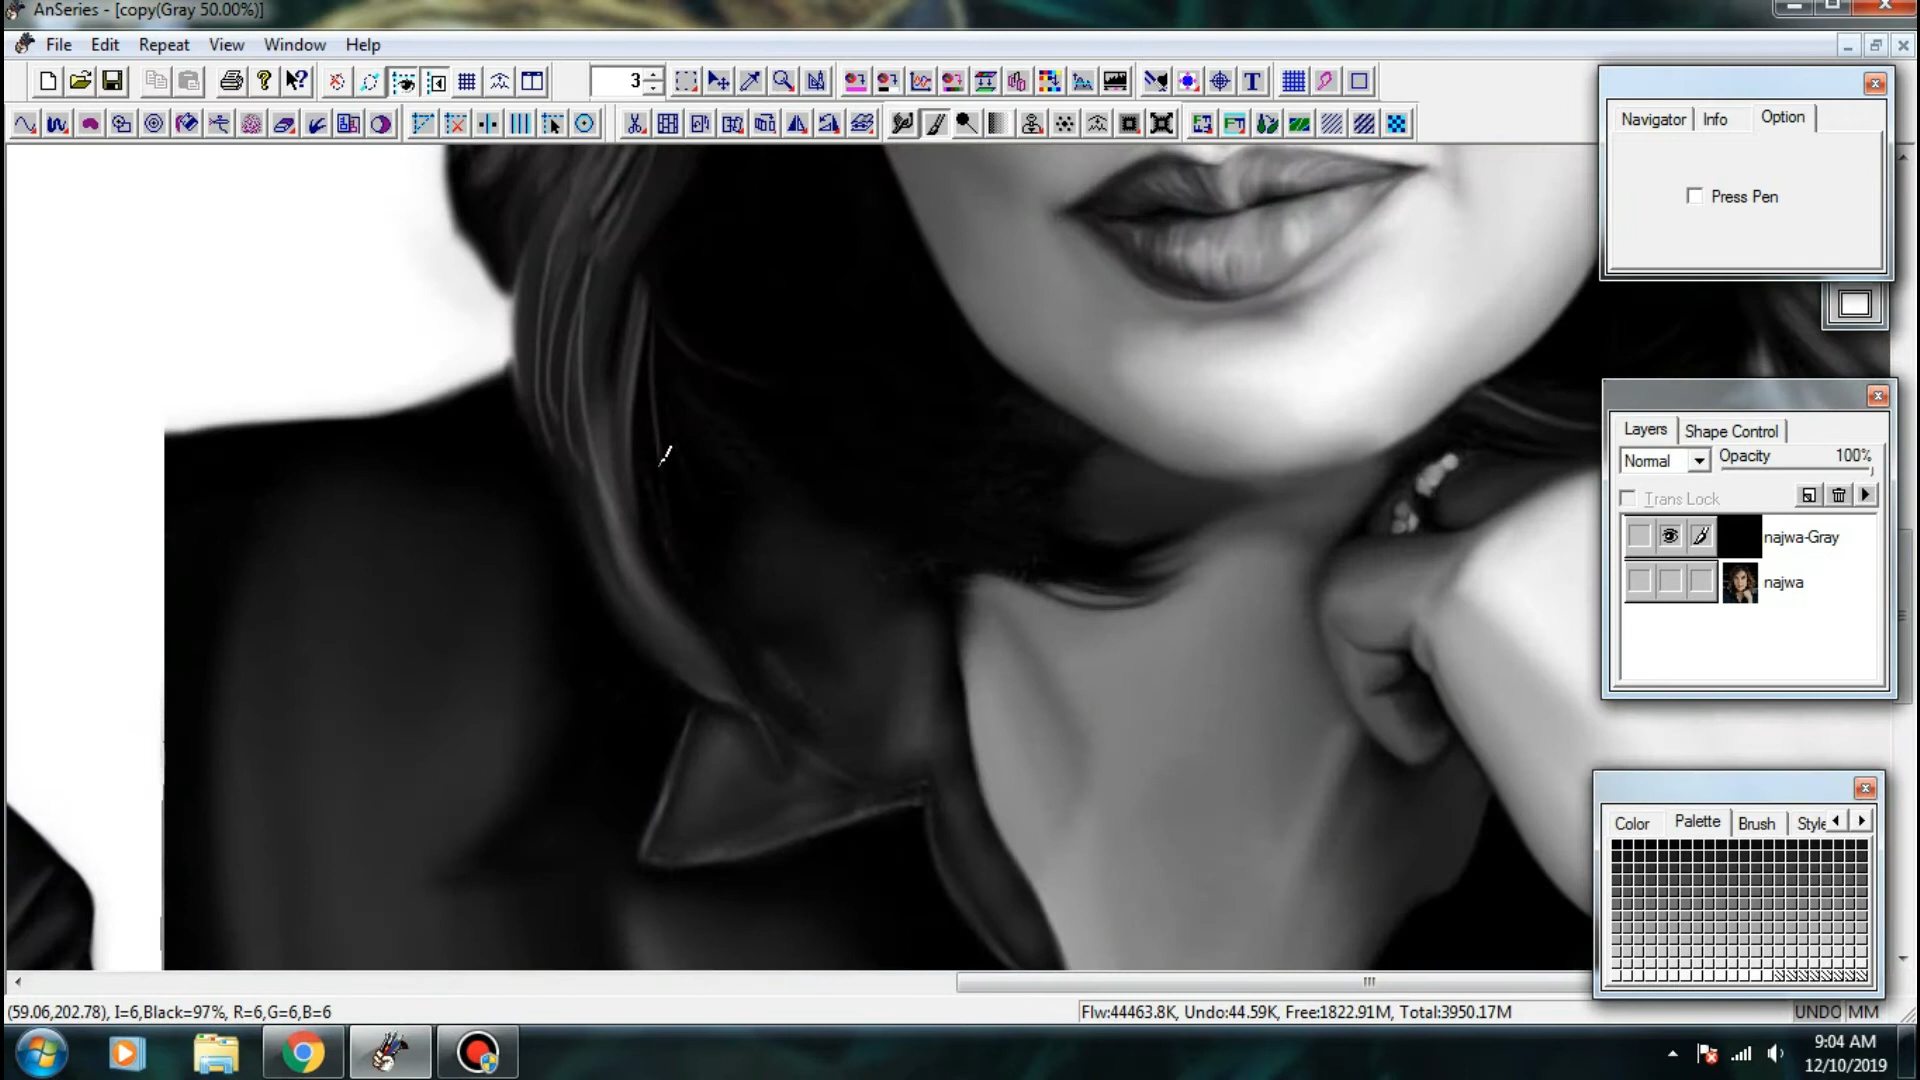 AnSeries - [copy(Gray 50.00%)]
File Edit Repeat View Window Help
3
Navigator Info Option
Press Pen
Layers Shape Control
Normal Opacity 100%
Trans Lock
najwa-Gray
najwa
Color Palette Brush Style
(59.06,202.78), I=6,Black=97%, R=6,G=6,B=6
Flw:44463.8K, Undo:44.59K, Free:1822.91M, Total:3950.17M
UNDO MM
9:04 AM
12/10/2019